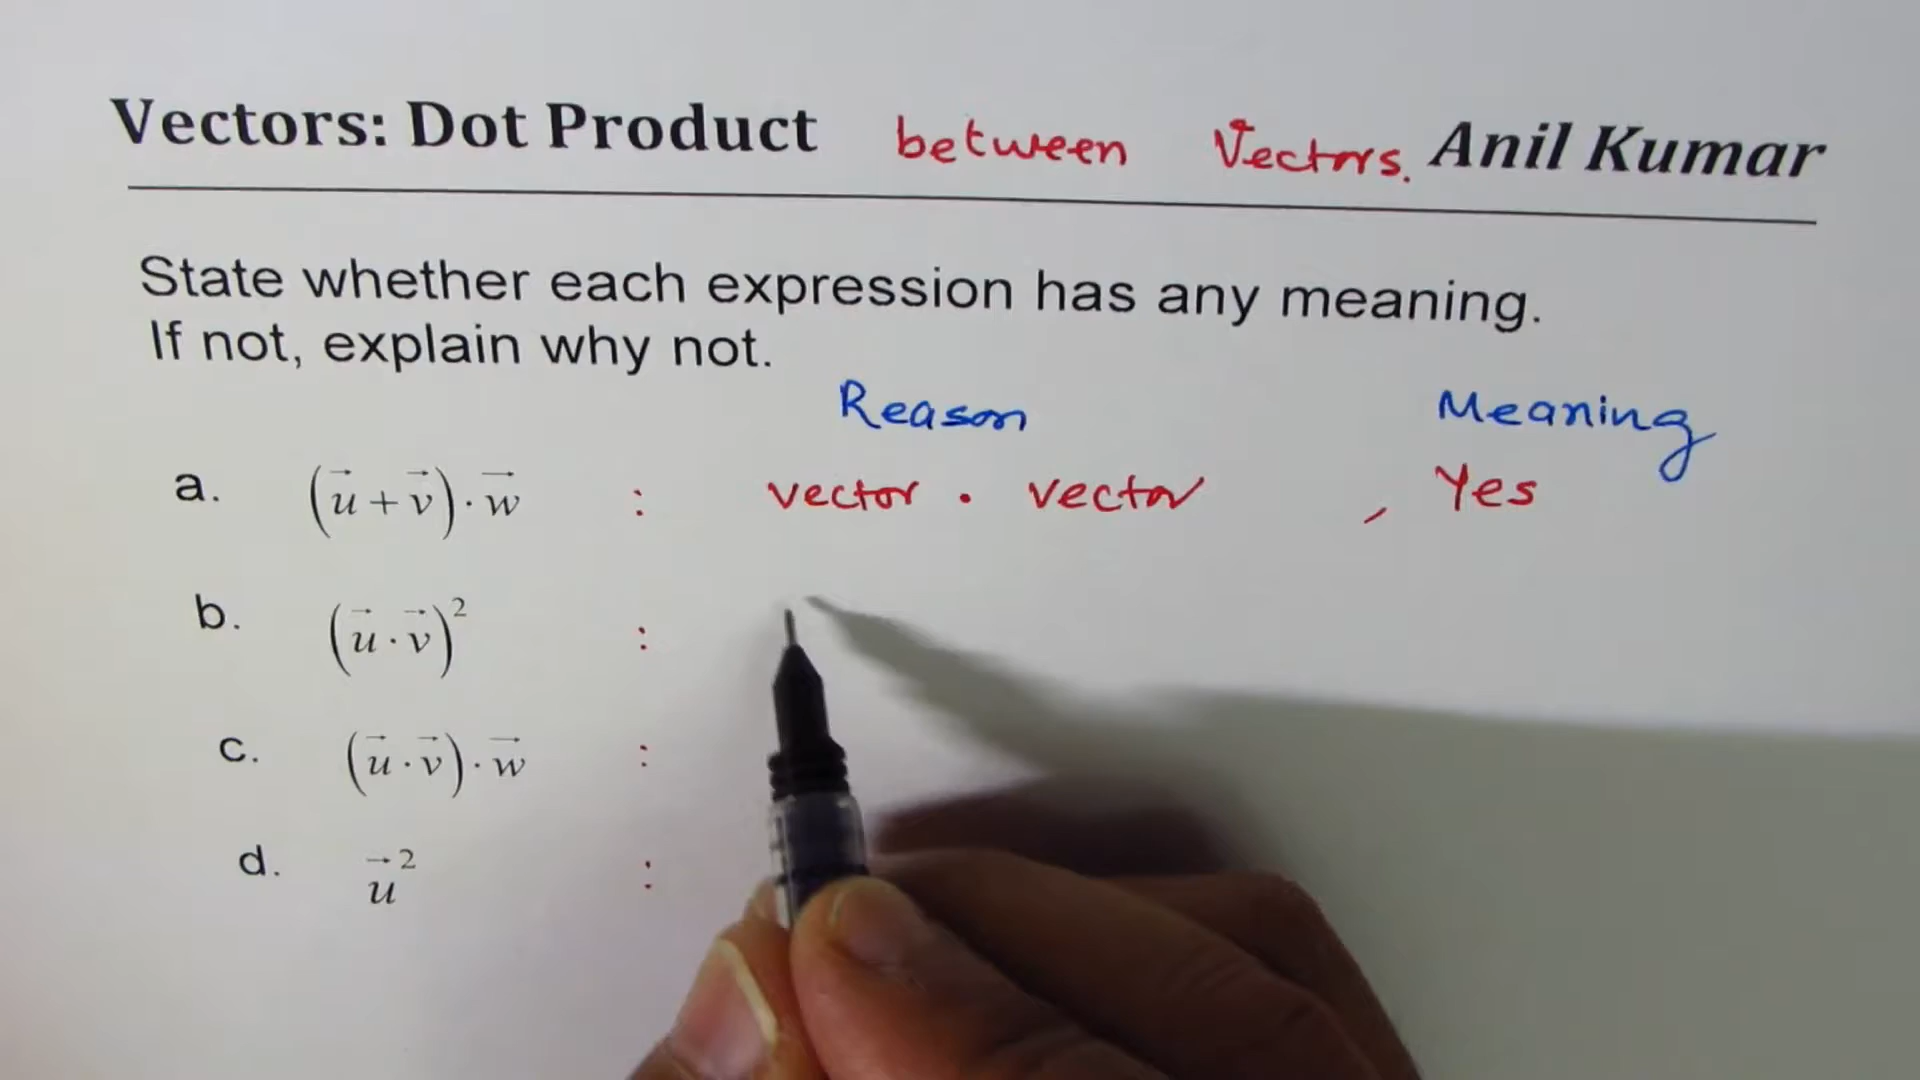 Vectors: Dot Product between Vectors. Anil Kumar
State whether each expression has any meaning.
If not, explain why not.
Reason Meaning
a. (u⃗ + v⃗) · w⃗ : vector · vector , Yes
b. (u⃗ · v⃗)² :
c. (u⃗ · v⃗) · w⃗ :
d. u⃗² :